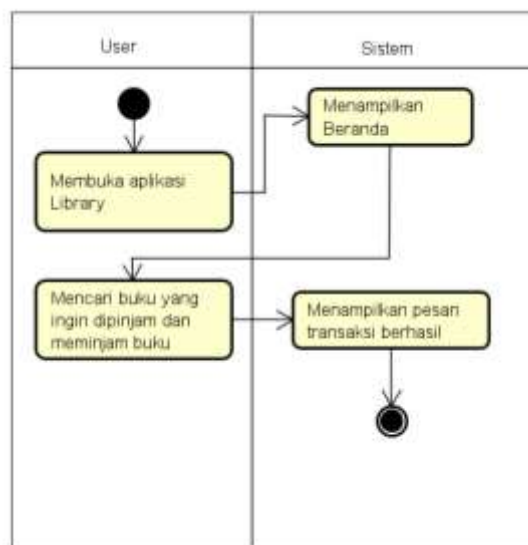 User
Sistem
Menampilkan
Beranda
Membuka aplikasi
Library
Mencari buku yang
ingin dipinjam dan
meminjam buku
Menampilkan pesan
transaksi berhasil